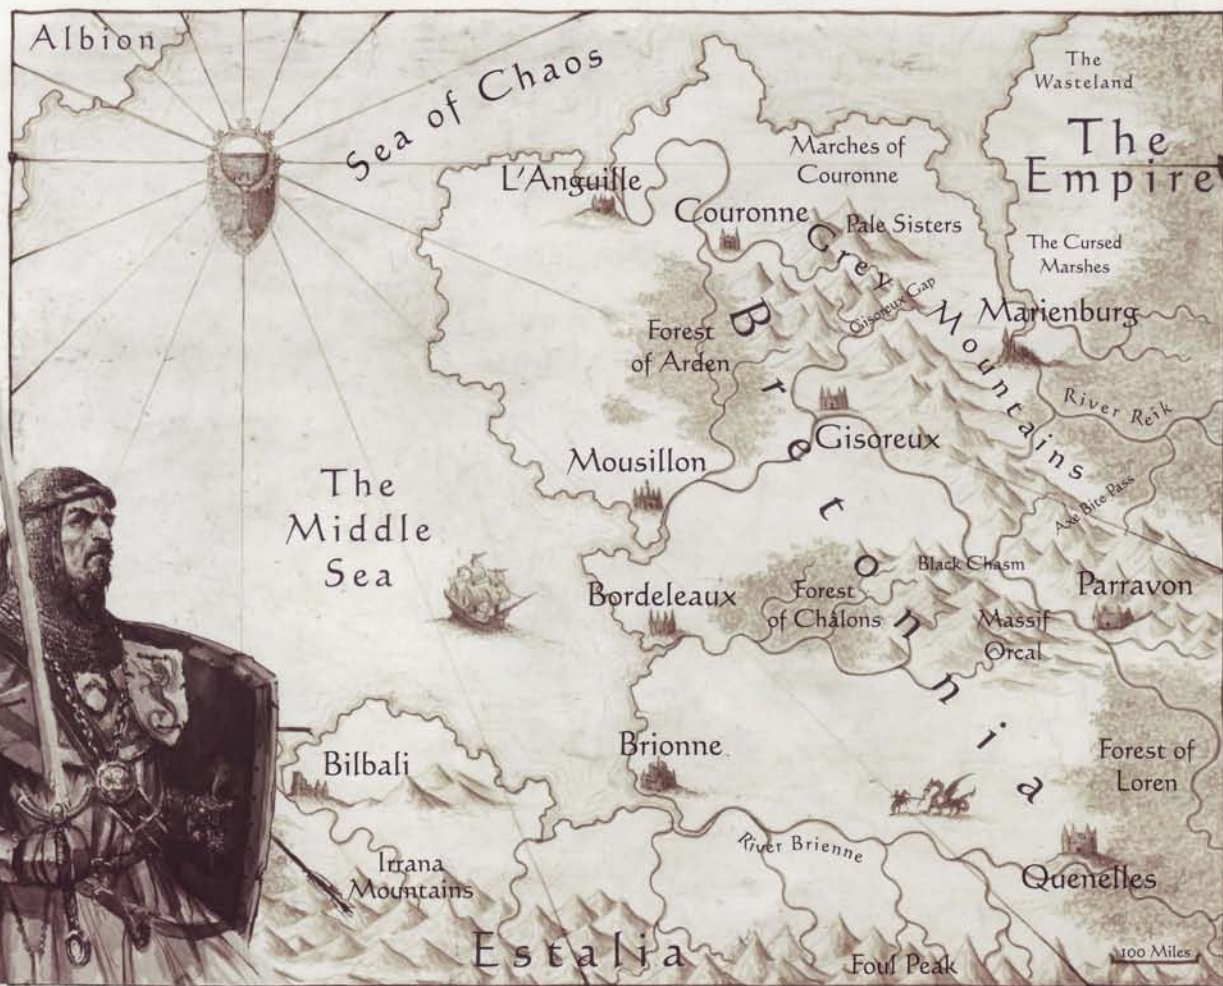 Albion
Sea of Chaos
The
Wasteland
The
Empire
Marches of
Couronne
L'Anguille
Couronne
Pale Sisters
The Cursed
Marshes
Grey Mountains
Gisoreux Gap
Marienburg
Forest
of Arden
Bretonnia
River Reik
Gisoreux
Mousillon
The
Middle
Sea
Axe Bite Pass
Black Chasm
Parravon
Bordeleaux
Forest
of Châlons
Massif
Orcal
Brionne
Bilbali
Forest of
Loren
River Brienne
Irrana
Mountains
Quenelles
Estalia
Foul Peak
100 Miles